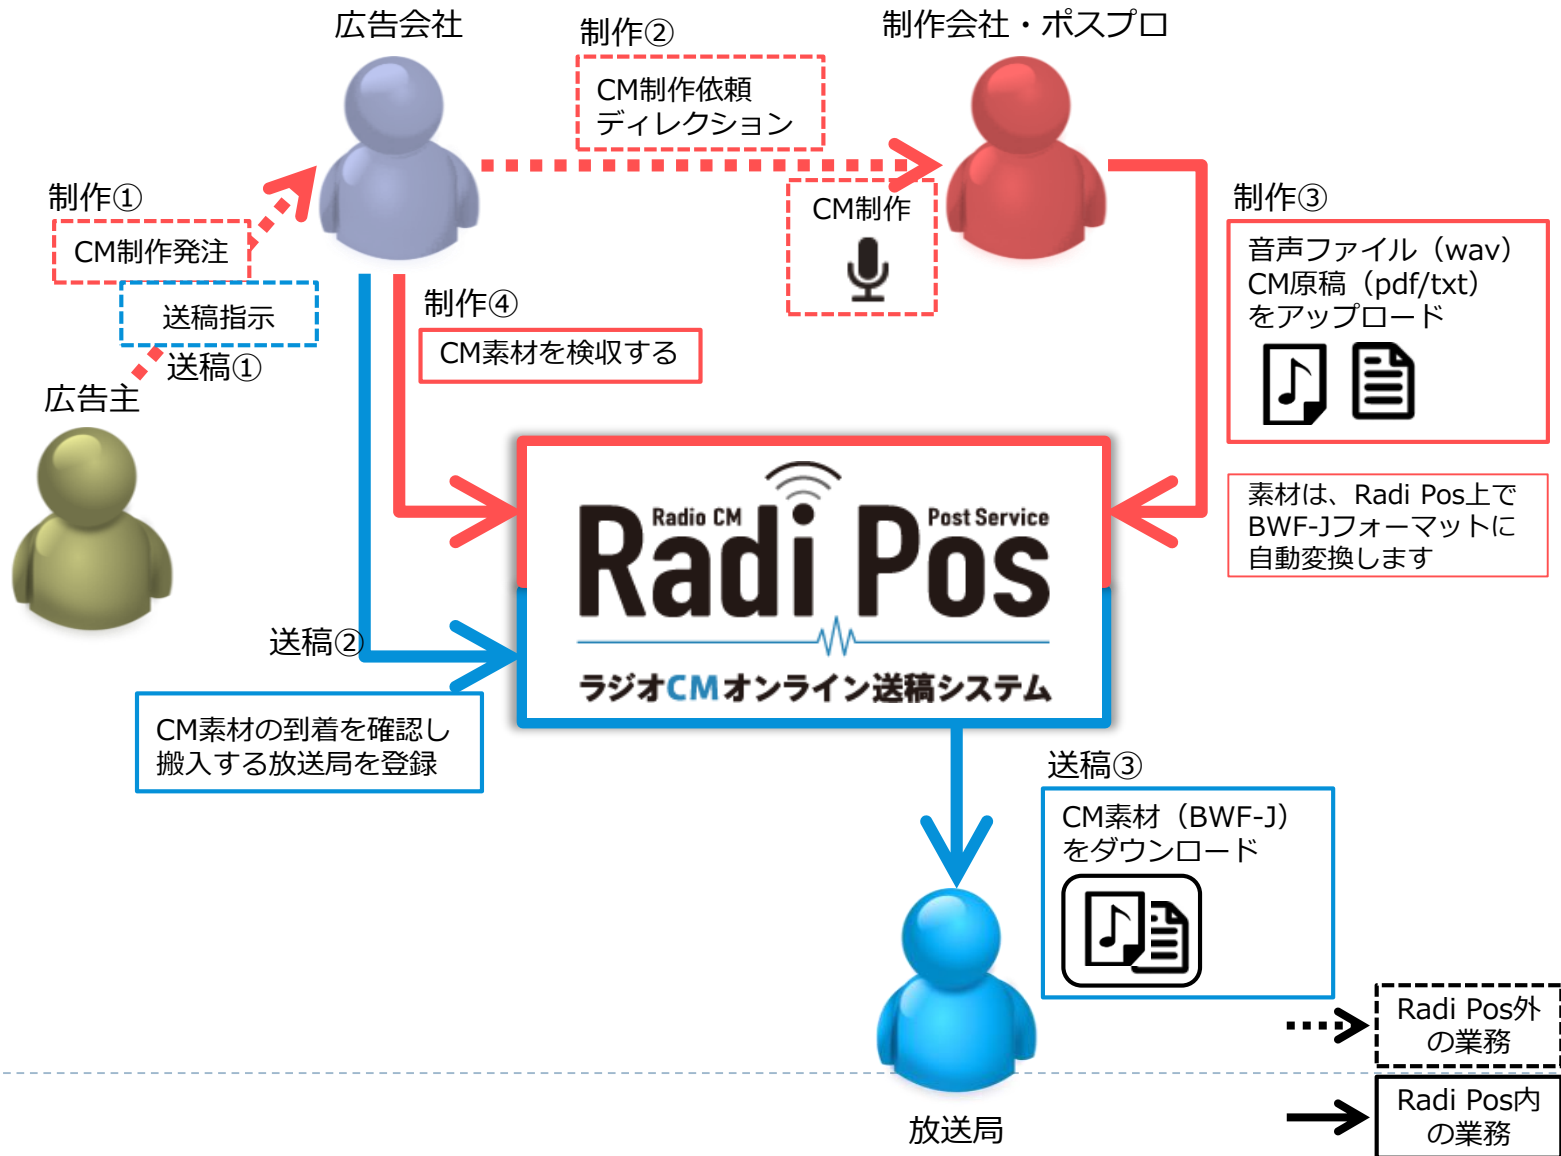 広告会社
制作②
制作会社・ポスプロ
CM制作依頼
ディレクション
制作①
CM制作発注
送稿指示
送稿①
広告主
CM制作
制作③
音声ファイル（wav）
CM原稿（pdf/txt）
をアップロード
制作④
CM素材を検収する
素材は、Radi Pos上で
BWF-Jフォーマットに
自動変換します
Radio CM
Post Service
Radi Pos
ラジオCMオンライン送稿システム
送稿②
CM素材の到着を確認し
搬入する放送局を登録
送稿③
CM素材（BWF-J）
をダウンロード
放送局
Radi Pos外
の業務
Radi Pos内
の業務